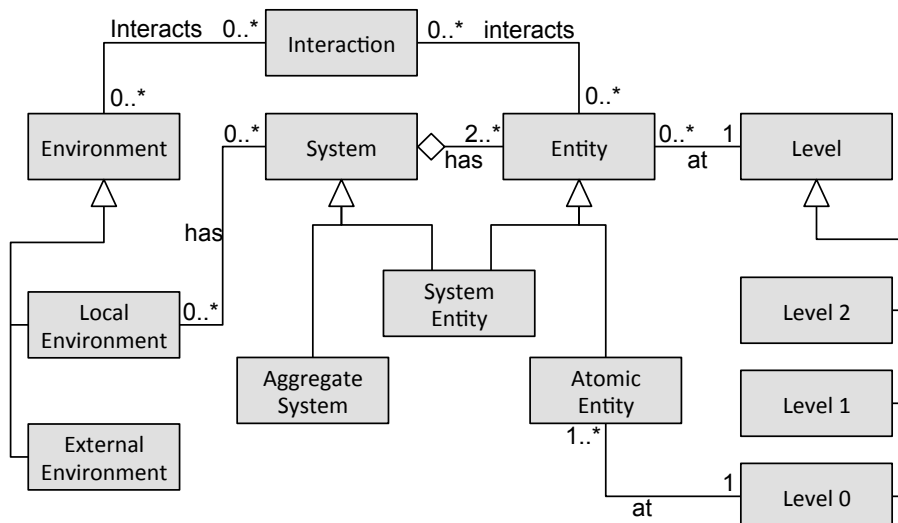 Interacts
0..*
Interaction
0..*
interacts
0..*
0..*
Environment
0..*
System
2..*
has
Entity
0..*
1
at
Level
has
0..*
Local
Environment
System
Entity
Level 2
Aggregate
System
Atomic
Entity
Level 1
External
Environment
1..*
1
at
Level 0